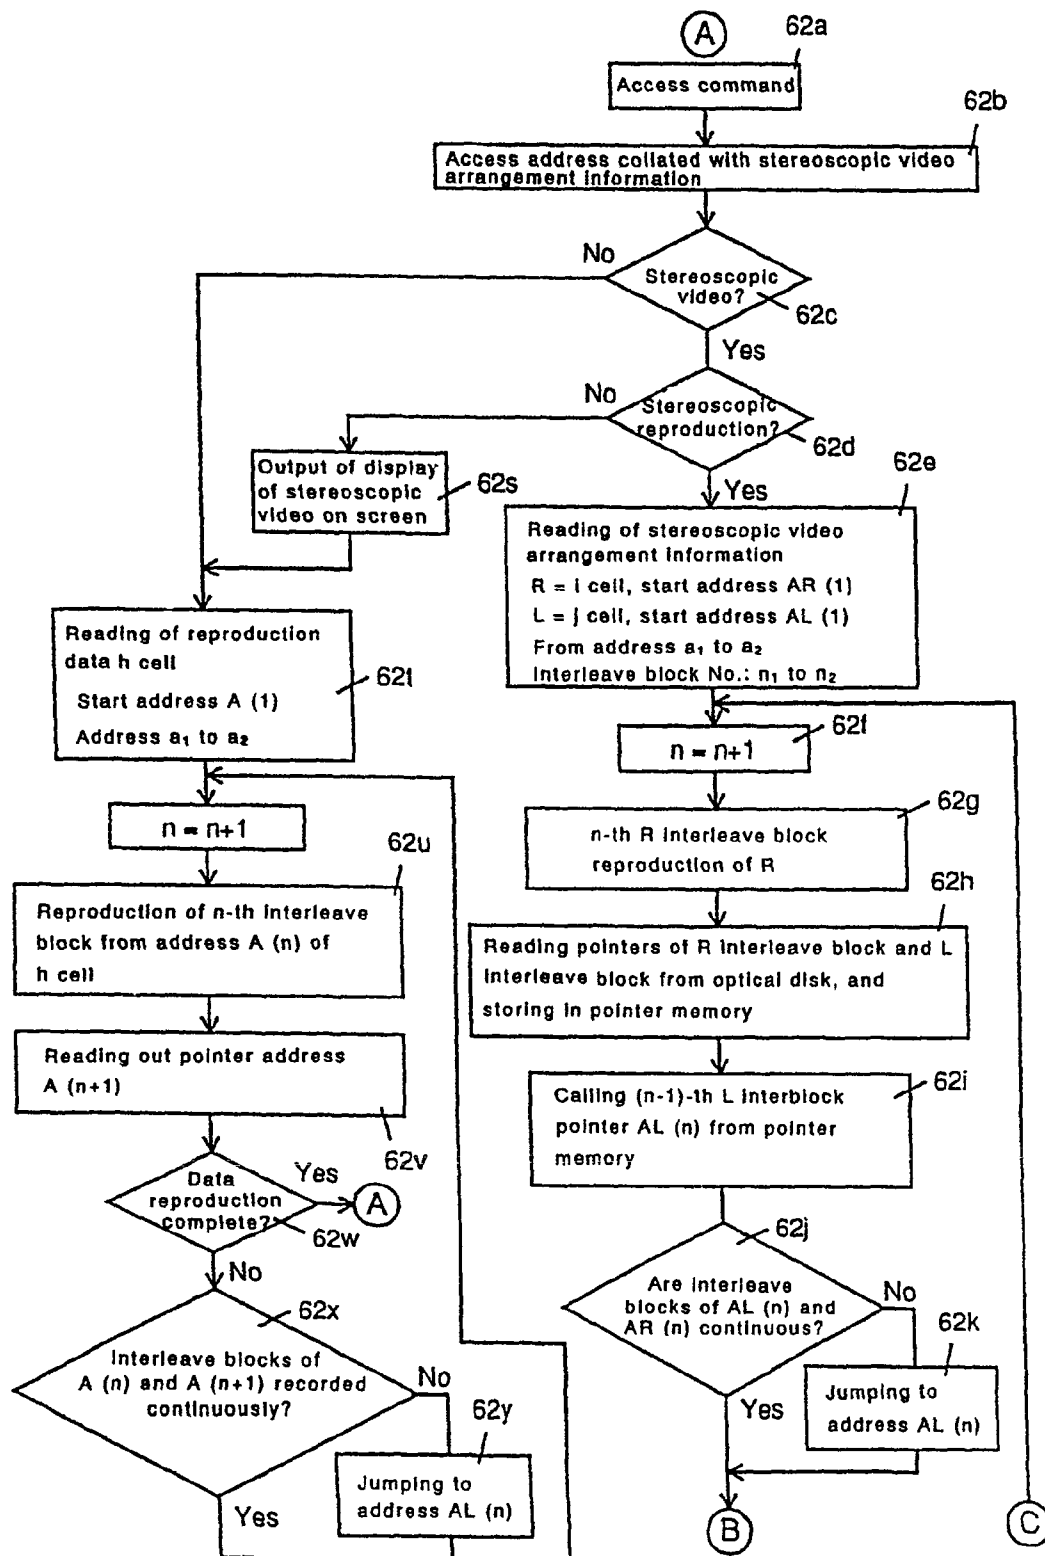 A
62a
Access command
62b
Access address collated with stereoscopic video
arrangement information
No
Stereoscopic
video?
62c
Yes
No
Stereoscopic
reproduction?
62d
Output of display
of stereoscopic
video on screen
62s
Yes
62e
Reading of stereoscopic video
arrangement information
R = i cell, start address AR (1)
L = j cell, start address AL (1)
From address a₁ to a₂
Interleave block No.: n₁ to n₂
Reading of reproduction
data h cell
Start address A (1)
Address a₁ to a₂
62t
62f
n = n+1
n = n+1
62g
n-th R interleave block
reproduction of R
62u
Reproduction of n-th interleave
block from address A (n) of
h cell
62h
Reading pointers of R interleave block and L
interleave block from optical disk, and
storing in pointer memory
Reading out pointer address
A (n+1)
62v
62i
Calling (n-1)-th L interblock
pointer AL (n) from pointer
memory
Data
reproduction
complete?
Yes
A
62w
No
62j
Are interleave
blocks of AL (n) and
AR (n) continuous?
No
62k
Jumping to
address AL (n)
Yes
62x
Interleave blocks of
A (n) and A (n+1) recorded
continuously?
No
62y
Jumping to
address AL (n)
Yes
B
C